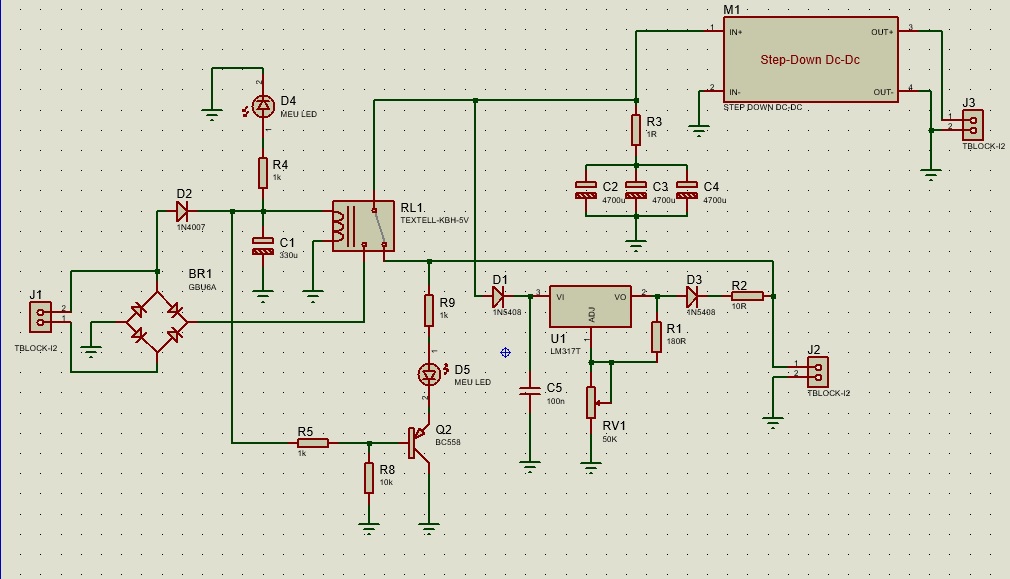 M1
1
IN+
OUT+
3
Step-Down Dc-Dc
2
IN-
OUT-
4
STEP DOWN DC-DC
J3
1
2
TBLOCK-I2
2
D4
MEU LED
1
R4
1k
R3
1R
C2
4700u
C3
4700u
C4
4700u
D2
1N4007
RL1
TEXTELL-KBH-5V
C1
330u
J1
2
1
TBLOCK-I2
BR1
GBU6A
R9
1k
D1
1N5408
3
VI
VO
2
ADJ
1
U1
LM317T
D3
1N5408
R2
10R
R1
180R
J2
1
2
TBLOCK-I2
1
D5
MEU LED
2
C5
100n
RV1
50K
R5
1k
Q2
BC558
R8
10k